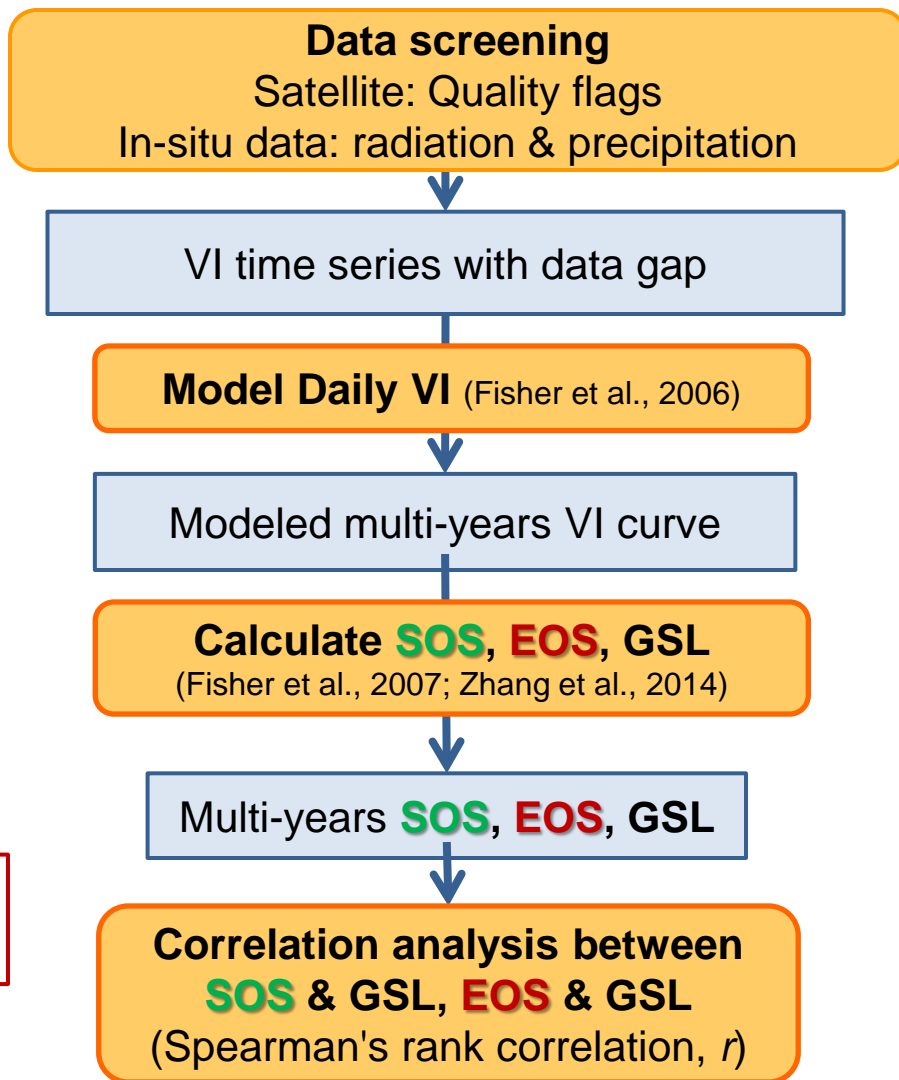 Data screening
Satellite: Quality flags
In-situ data: radiation & precipitation
VI time series with data gap
Model Daily VI (Fisher et al., 2006)
Modeled multi-years VI curve
Calculate SOS, EOS, GSL
(Fisher et al., 2007; Zhang et al., 2014)
Multi-years SOS, EOS, GSL
Correlation analysis between
SOS & GSL, EOS & GSL
(Spearman's rank correlation, r)